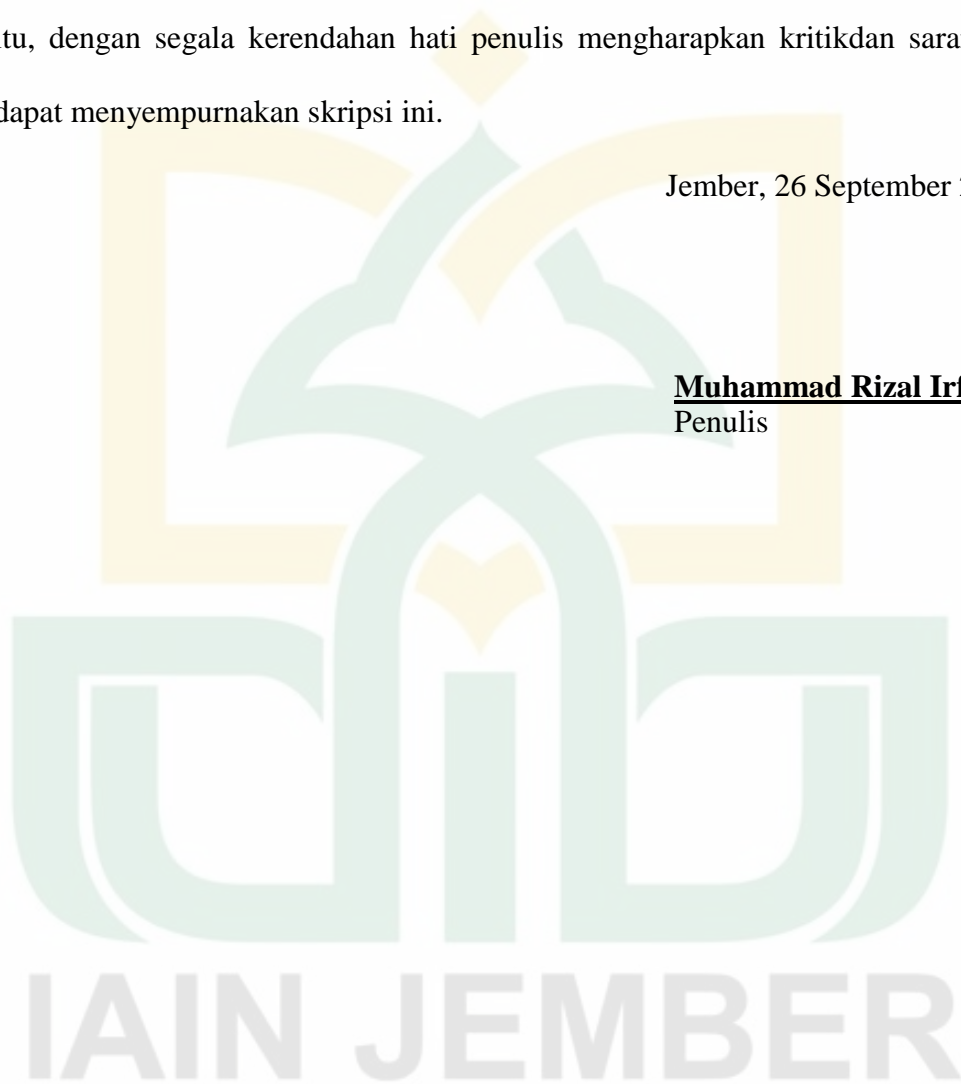 itu, dengan segala kerendahan hati penulis mengharapkan kritikdan saran
dapat menyempurnakan skripsi ini.
Jember, 26 September
Muhammad Rizal Irf
Penulis
IAIN JEMBER